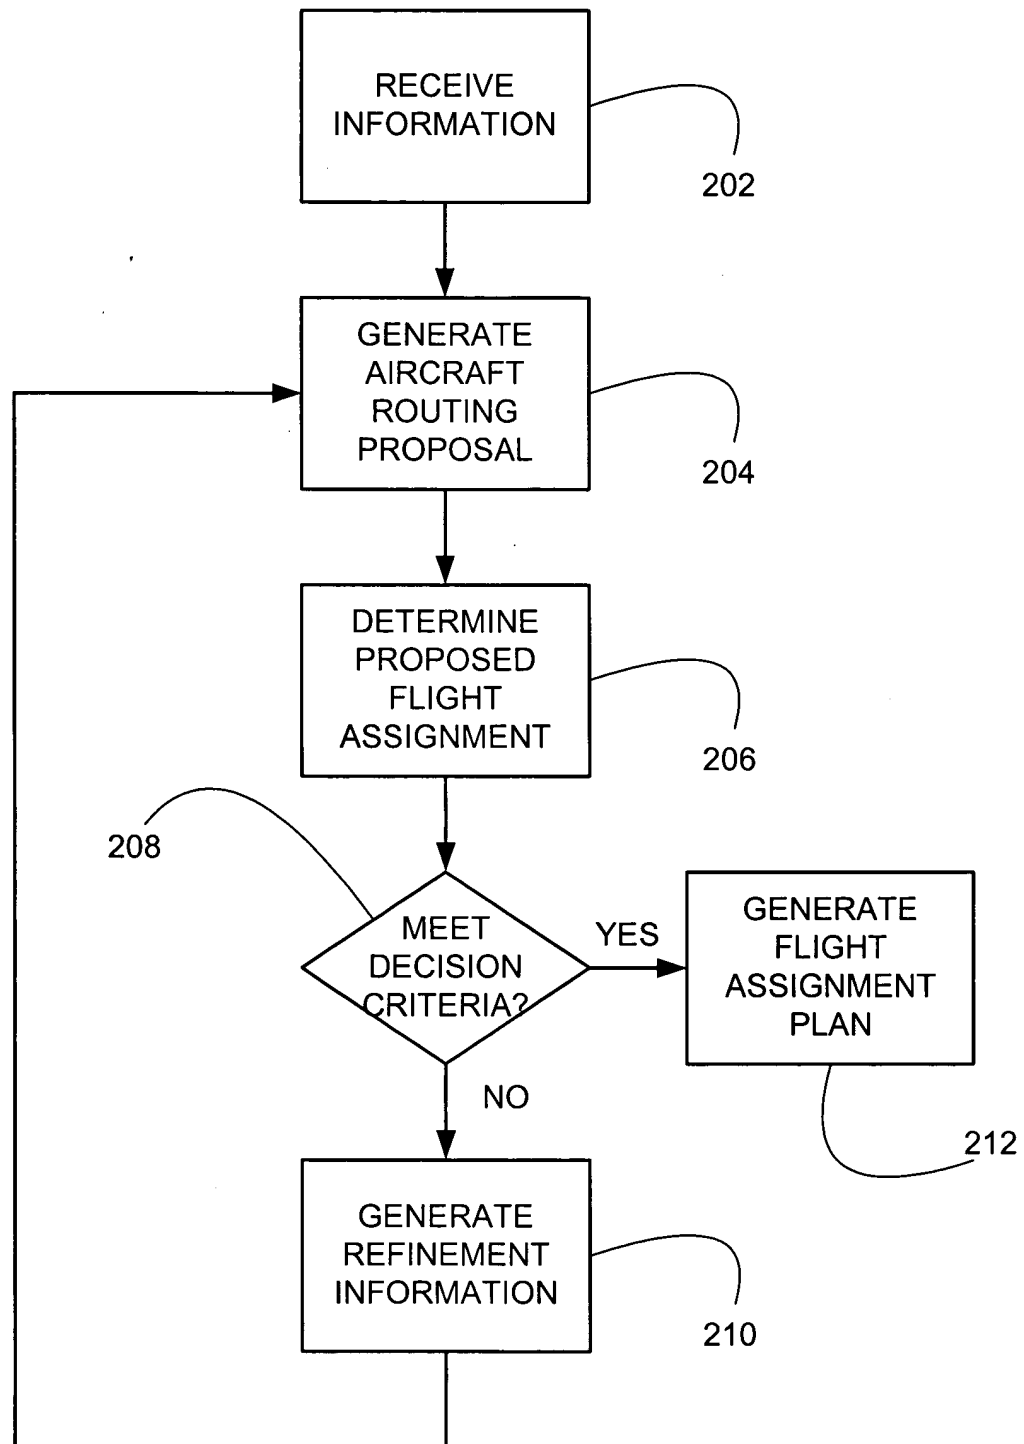 RECEIVE
INFORMATION
202
GENERATE
AIRCRAFT
ROUTING
PROPOSAL
204
DETERMINE
PROPOSED
FLIGHT
ASSIGNMENT
206
208
MEET
DECISION
CRITERIA?
YES
GENERATE
FLIGHT
ASSIGNMENT
PLAN
NO
212
GENERATE
REFINEMENT
INFORMATION
210